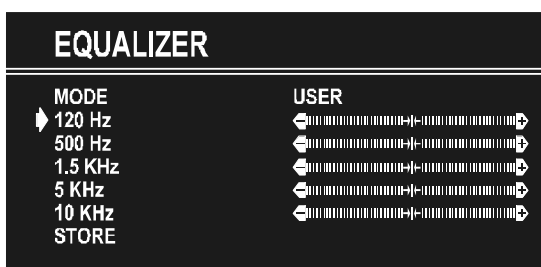 EQUALIZER
MODE USER
120 Hz
500 Hz
1.5 KHz
5 KHz
10 KHz
STORE